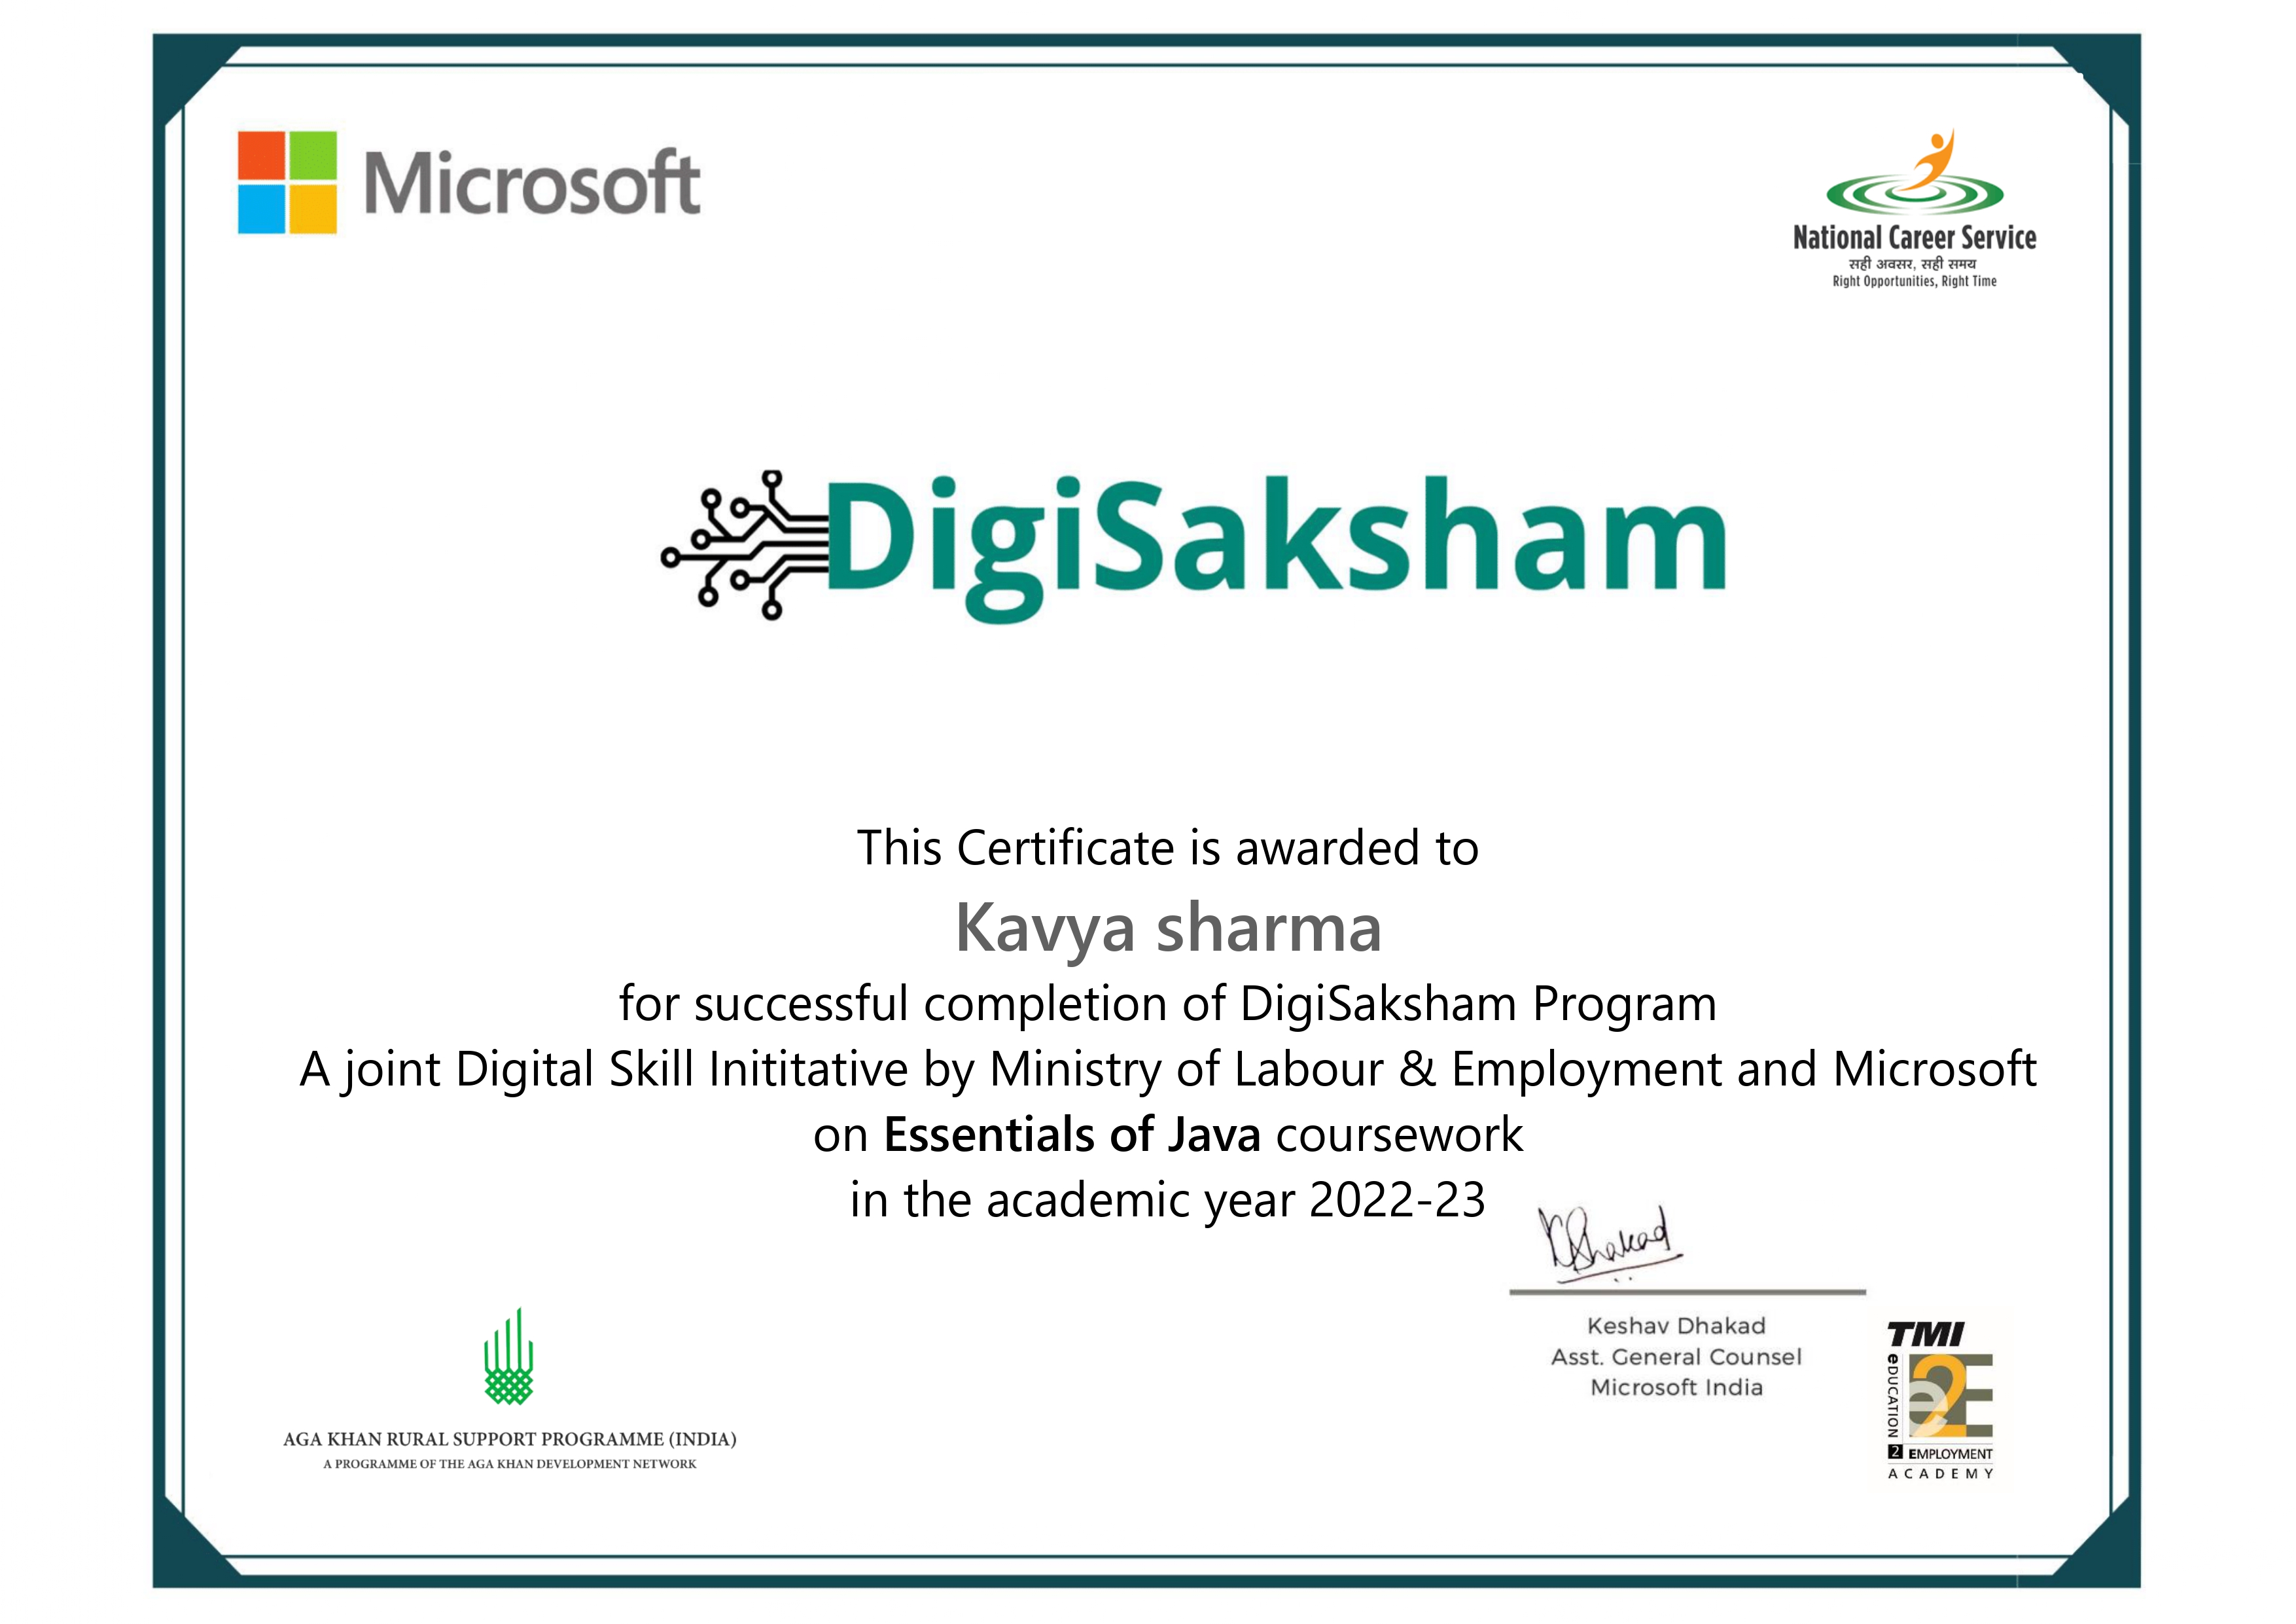 Microsoft
National Career Service
सही अवसर, सही समय
Right Opportunities, Right Time
DigiSaksham
This Certificate is awarded to
Kavya sharma
for successful completion of DigiSaksham Program
A joint Digital Skill Inititative by Ministry of Labour & Employment and Microsoft
on Essentials of Java coursework
in the academic year 2022-23
KDhakad
Keshav Dhakad
Asst. General Counsel
Microsoft India
AGA KHAN RURAL SUPPORT PROGRAMME (INDIA)
A PROGRAMME OF THE AGA KHAN DEVELOPMENT NETWORK
TMI
eDUCATION
e2E
2 EMPLOYMENT
ACADEMY